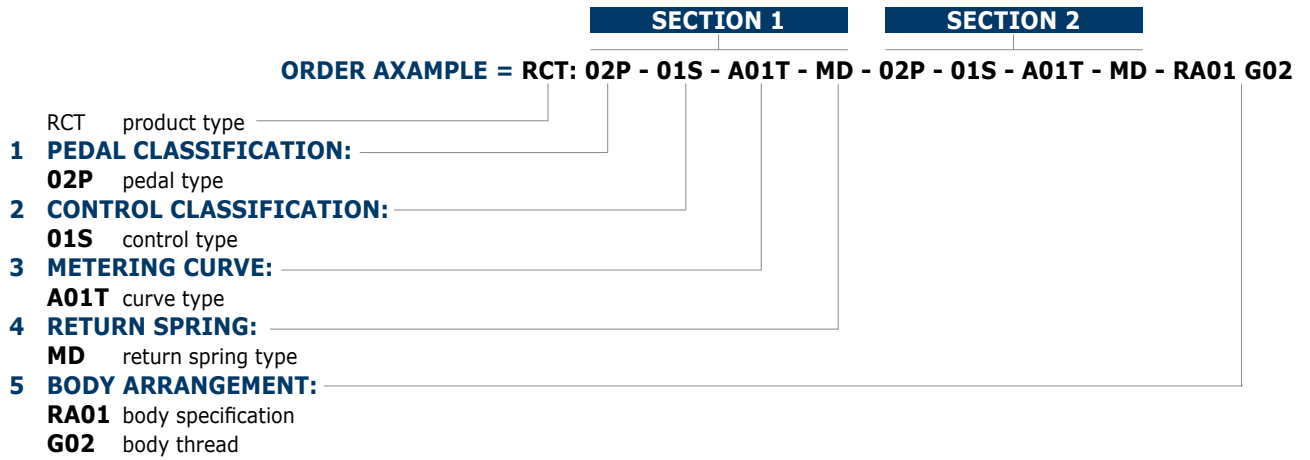 SECTION 1 SECTION 2
ORDER AXAMPLE = RCT: 02P - 01S - A01T - MD - 02P - 01S - A01T - MD - RA01 G02
RCT product type
1 PEDAL CLASSIFICATION:
02P pedal type
2 CONTROL CLASSIFICATION:
01S control type
3 METERING CURVE:
A01T curve type
4 RETURN SPRING:
MD return spring type
5 BODY ARRANGEMENT:
RA01 body specification
G02 body thread